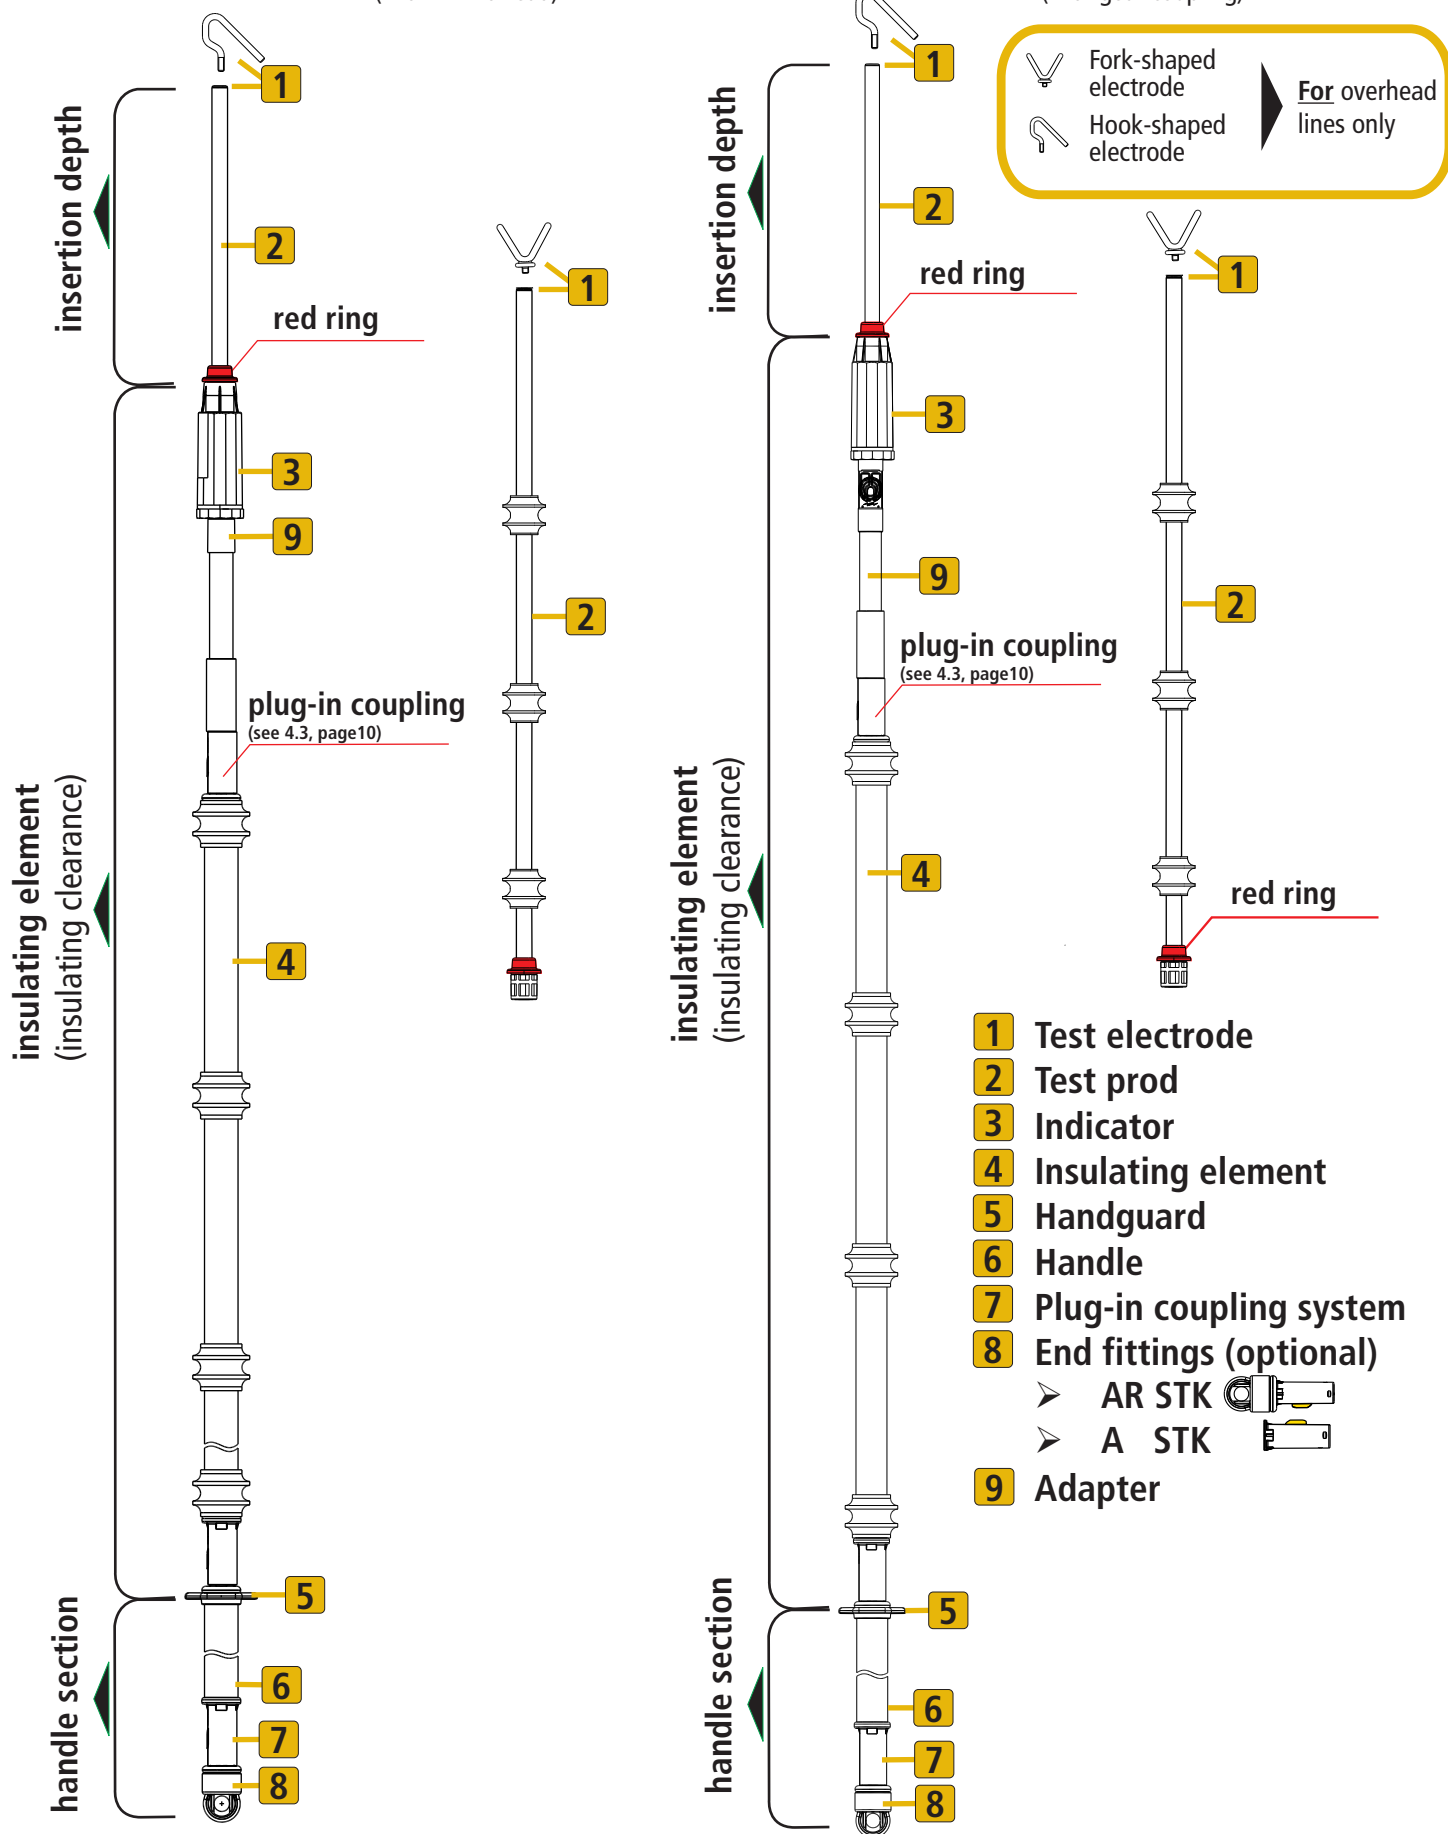 1
1
Fork-shaped
electrode
Hook-shaped
electrode
For overhead
lines only
insertion depth
2
red ring
3
9
plug-in coupling
(see 4.3, page10)
insulating element
(insulating clearance)
4
5
handle section
6
7
8
1
2
insertion depth
2
red ring
3
9
plug-in coupling
(see 4.3, page10)
insulating element
(insulating clearance)
4
5
handle section
6
7
8
1
2
red ring
1 Test electrode
2 Test prod
3 Indicator
4 Insulating element
5 Handguard
6 Handle
7 Plug-in coupling system
8 End fittings (optional)
➢ AR STK
➢ A STK
9 Adapter